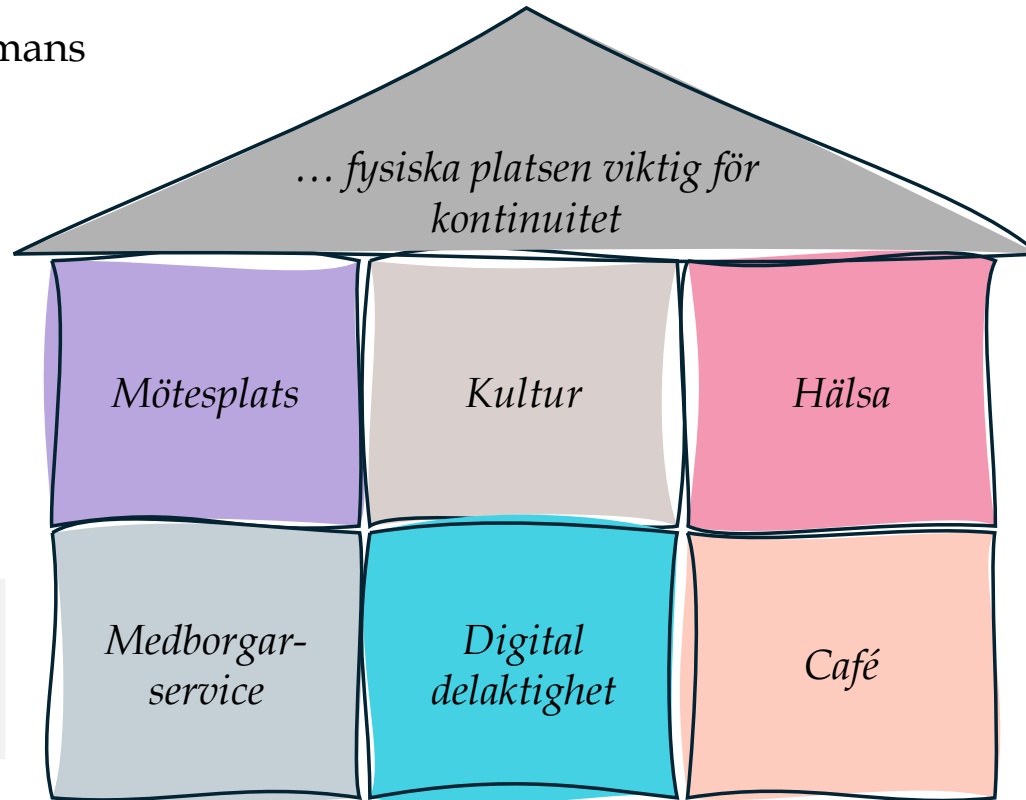 mans
… fysiska platsen viktig för
kontinuitet
Mötesplats
Kultur
Hälsa
Medborgar-
service
Digital
delaktighet
Café